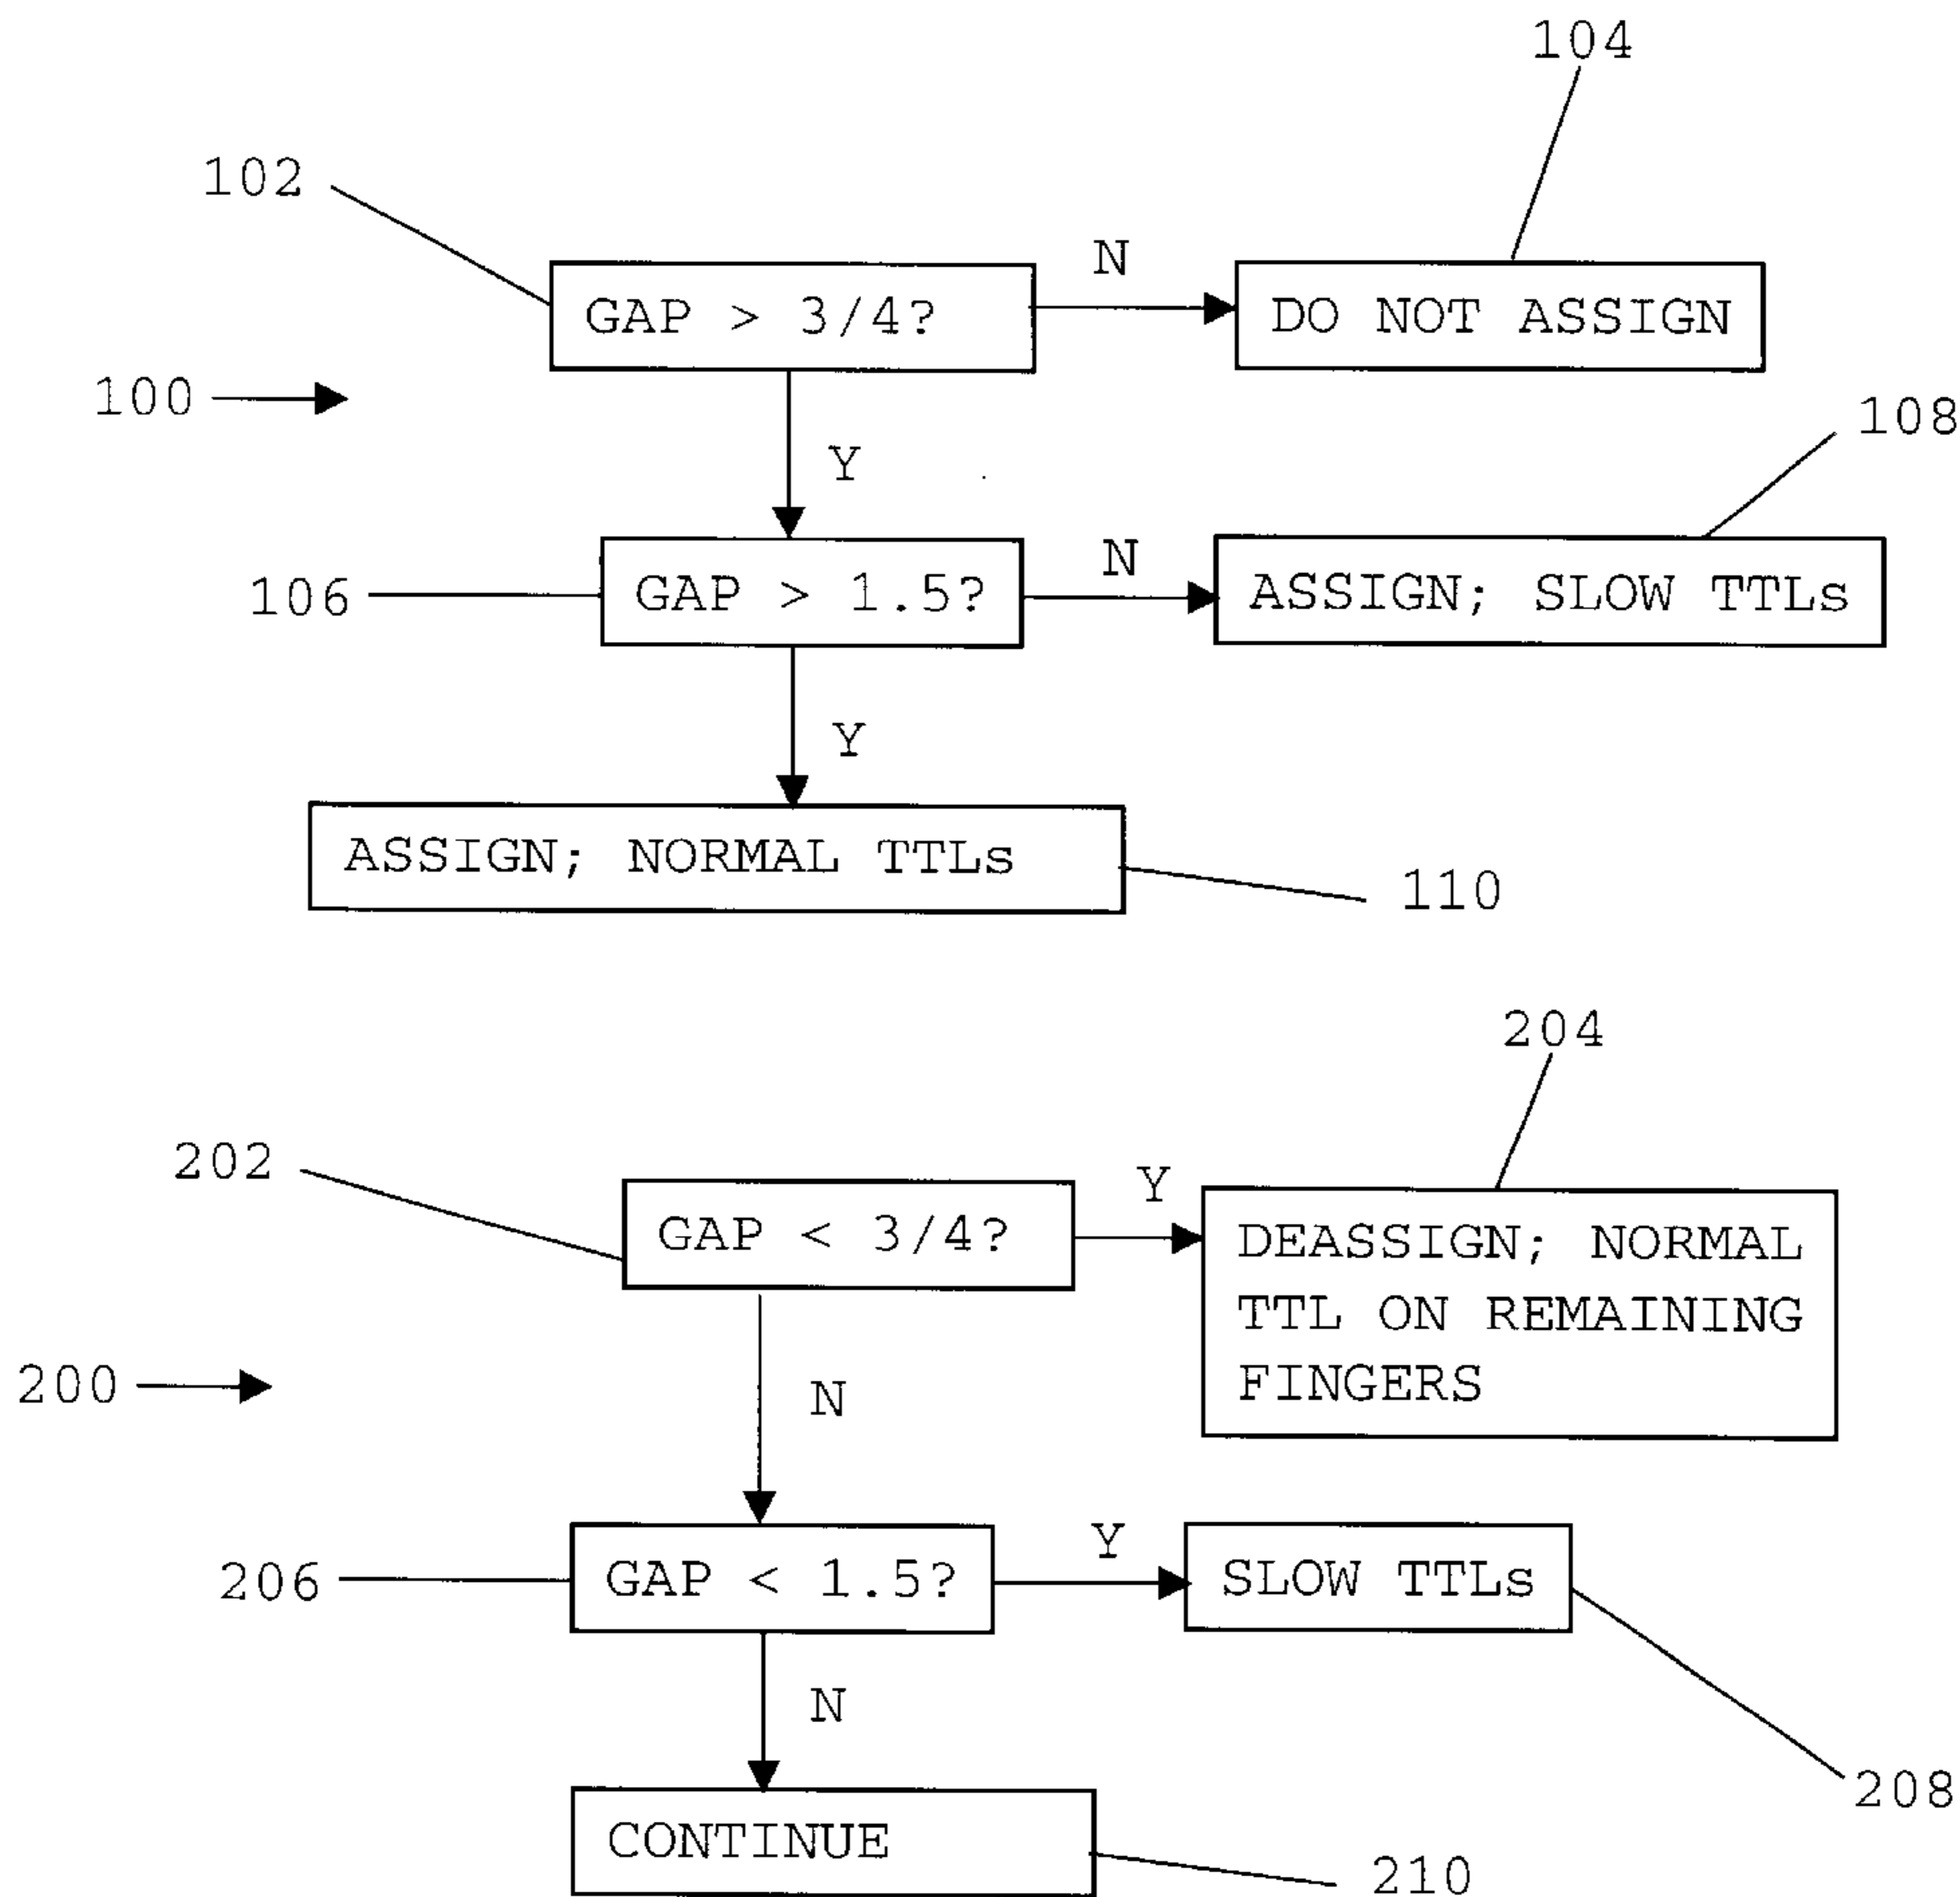 104
102
N
GAP > 3/4?
DO NOT ASSIGN
100
108
Y
106
GAP > 1.5?
N
ASSIGN; SLOW TTLs
Y
ASSIGN; NORMAL TTLs
110
204
202
Y
GAP < 3/4?
DEASSIGN; NORMAL
TTL ON REMAINING
FINGERS
200
N
206
GAP < 1.5?
Y
SLOW TTLs
N
208
CONTINUE
210